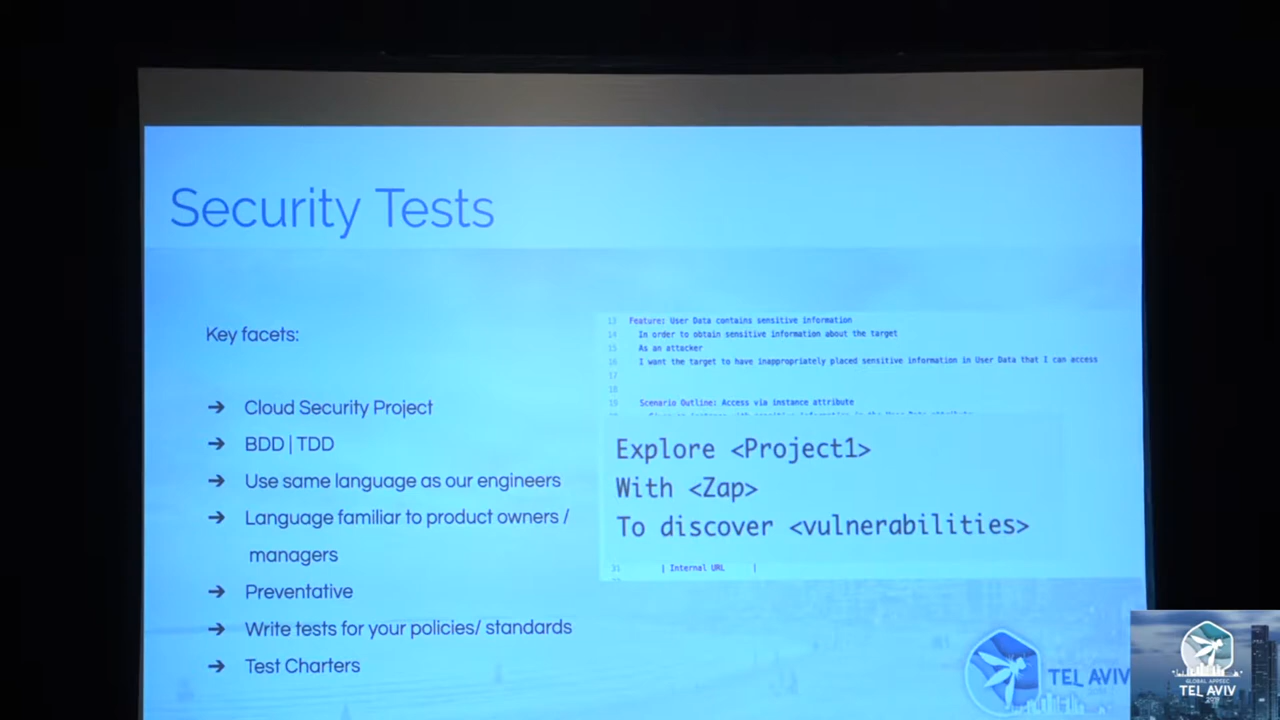 Security Tests
Key facets:
→ Cloud Security Project
→ BDD | TDD
→ Use same language as our engineers
→ Language familiar to product owners /
managers
→ Preventative
→ Write tests for your policies/ standards
→ Test Charters
13 Feature: User Data contains sensitive information
14 In order to obtain sensitive information about the target
15 As an attacker
16 I want the target to have inappropriately placed sensitive information in User Data that I can access
17
18
19 Scenario Outline: Access via instance attribute
Explore <Project1>
With <Zap>
To discover <vulnerabilities>
31 | Internal URL |
TEL AVIV
GLOBAL APPSEC
TEL AVIV